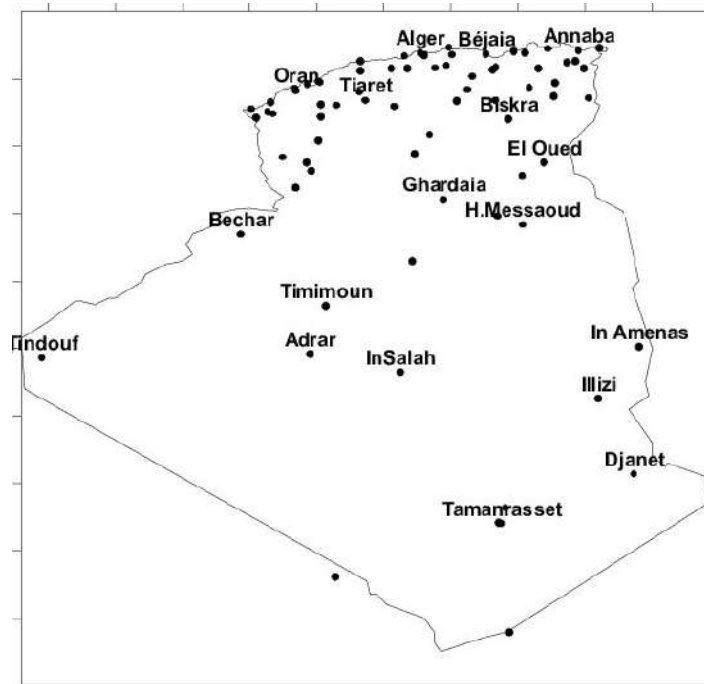 Alger
Béjaia
Annaba
Oran
Tiaret
Biskra
El Oued
Ghardaia
H.Messaoud
Bechar
Timimoun
Adrar
InSalah
Tindouf
In Amenas
Illizi
Djanet
Tamanrasset